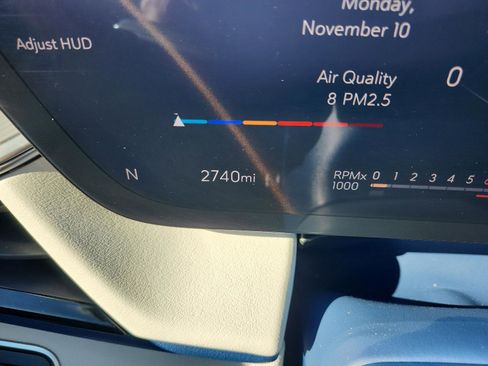 Monday,
November 10
Adjust HUD
Air Quality
8 PM2.5
0
N
2740mi
RPMx 1000
0 1 2 3 4 5